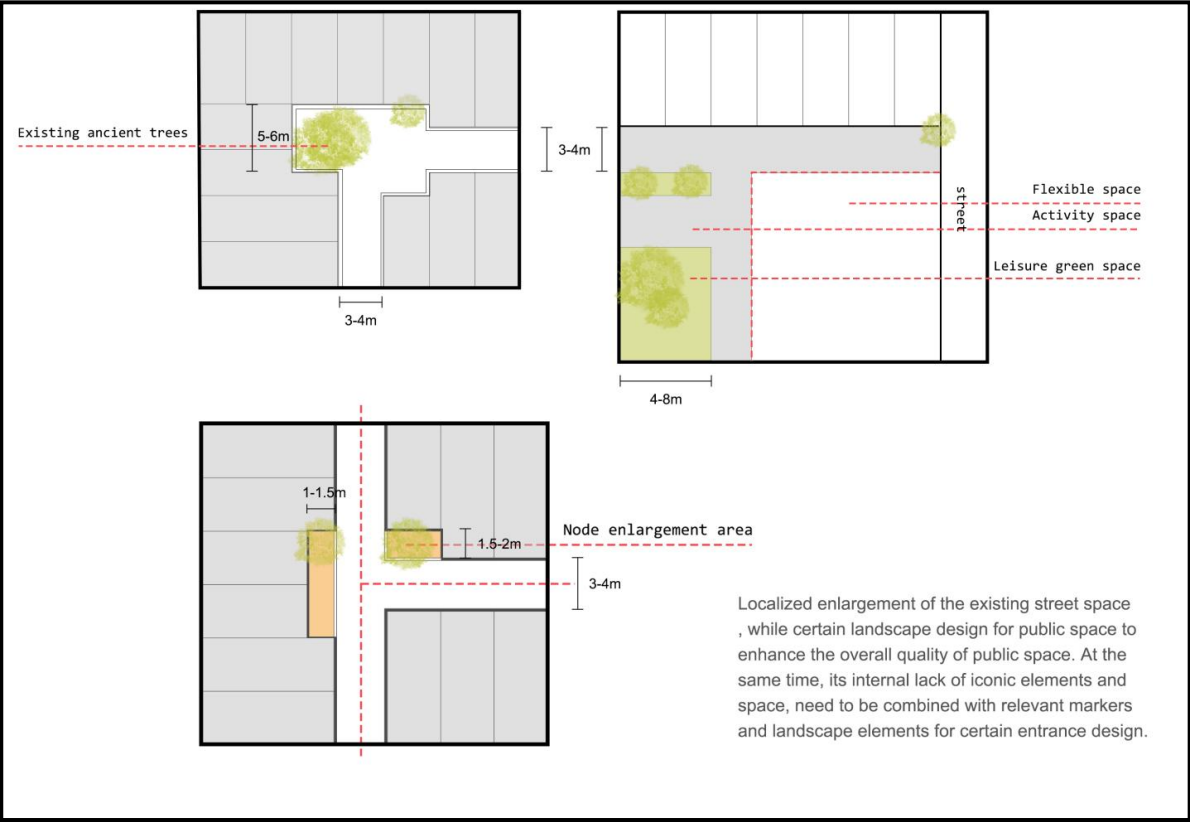 Existing ancient trees
5-6m
3-4m
3-4m
street
Flexible space
Activity space
Leisure green space
4-8m
1-1.5m
1.5-2m
Node enlargement area
3-4m
Localized enlargement of the existing street space
, while certain landscape design for public space to
enhance the overall quality of public space. At the
same time, its internal lack of iconic elements and
space, need to be combined with relevant markers
and landscape elements for certain entrance design.